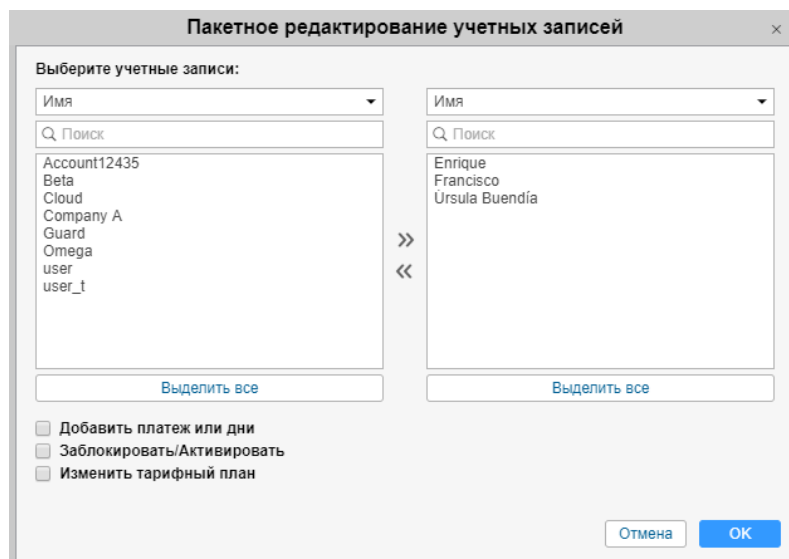 Пакетное редактирование учетных записей
×
Выберите учетные записи:
Имя
Поиск
Account12435
Beta
Cloud
Company A
Guard
Omega
user
user_t
Выделить все
»
«
Имя
Поиск
Enrique
Francisco
Úrsula Buendía
Выделить все
Добавить платеж или дни
Заблокировать/Активировать
Изменить тарифный план
Отмена
OK